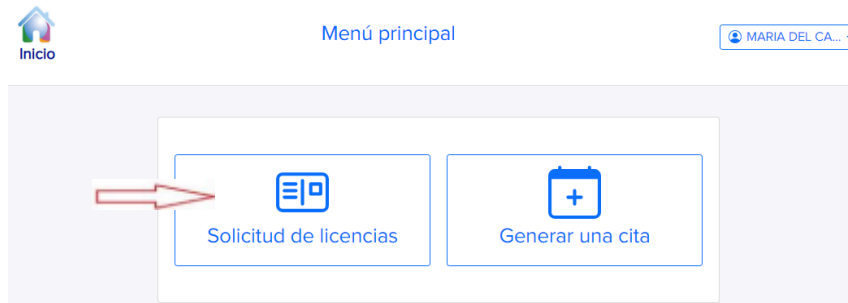 Inicio
Menú principal
MARIA DEL CA...
Solicitud de licencias
Generar una cita